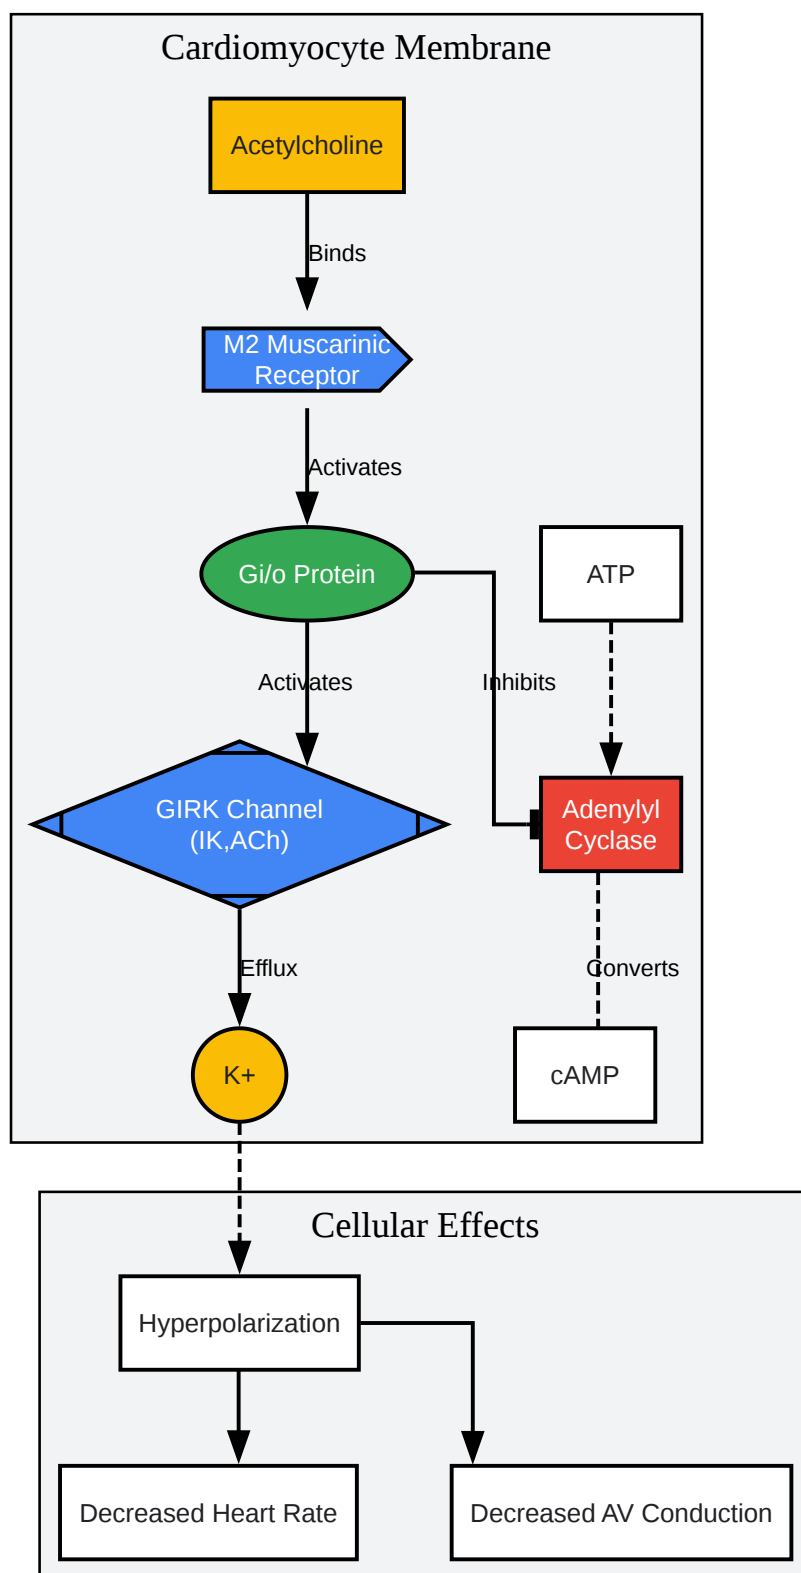 Cardiomyocyte Membrane
Acetylcholine
Binds
M2 Muscarinic
Receptor
Activates
Gi/o Protein
ATP
Activates
Inhibits
GIRK Channel
(IK,ACh)
Adenylyl
Cyclase
Efflux
Converts
K+
cAMP
Cellular Effects
Hyperpolarization
Decreased Heart Rate
Decreased AV Conduction